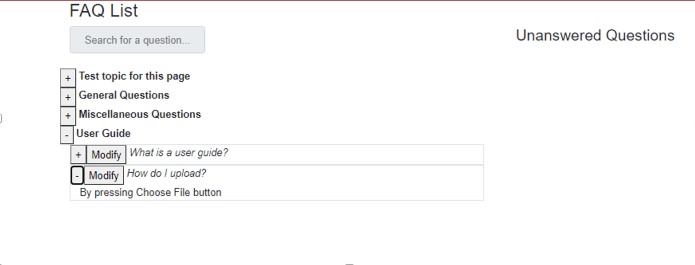 FAQ List
Search for a question...
Unanswered Questions
+ Test topic for this page
+ General Questions
+ Miscellaneous Questions
- User Guide
+ Modify What is a user guide?
- Modify How do I upload?
By pressing Choose File button